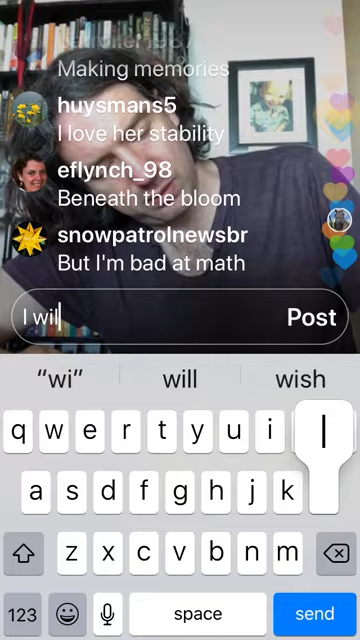 Making memories
huysmans5
I love her stability
eflynch_98
Beneath the bloom
snowpatrolnewsbr
But I'm bad at math
I wil
Post
“wi” will wish
q w e r t y u i l
a s d f g h j k
z x c v b n m
123 space send